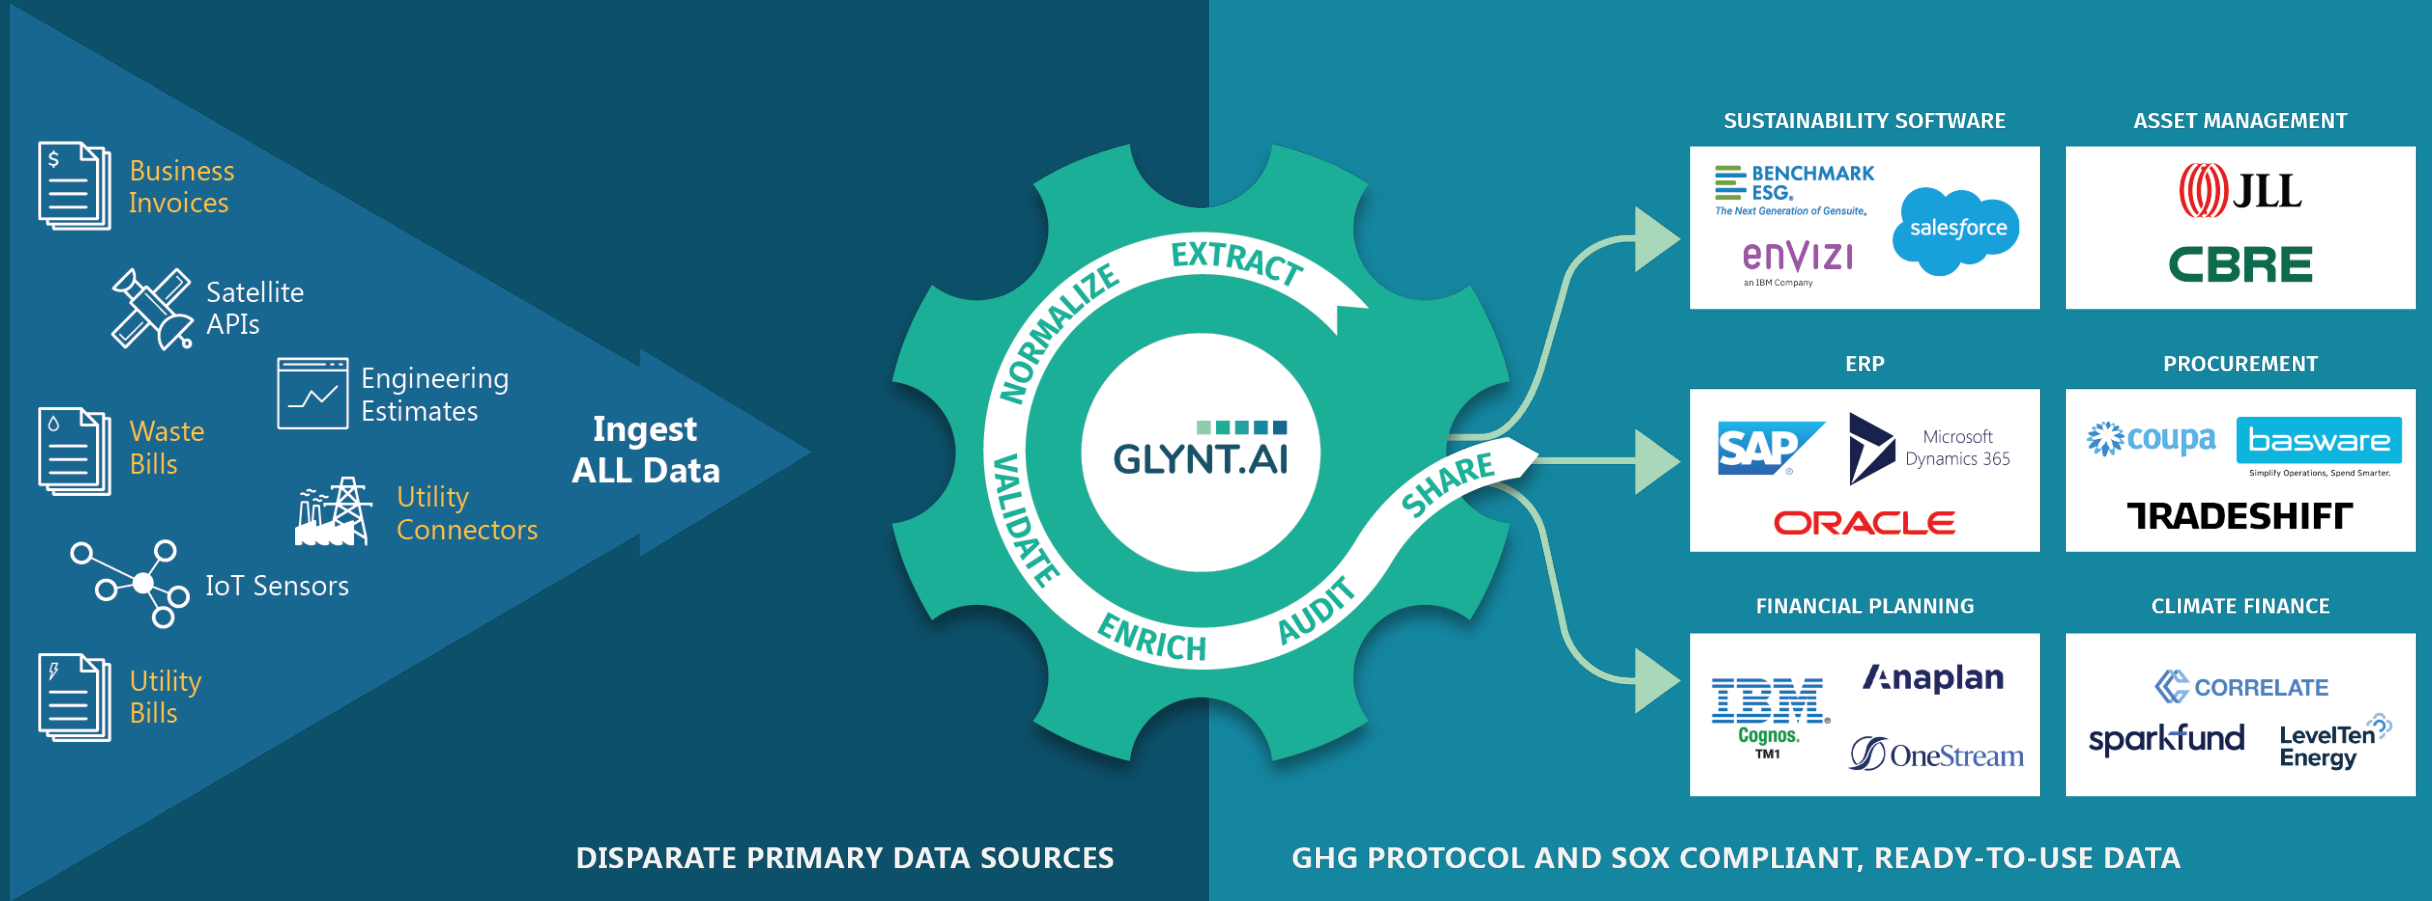 Business
Invoices
Satellite
APIs
Engineering
Estimates
Waste
Bills
Utility
Connectors
IoT Sensors
Utility
Bills
Ingest
ALL Data
DISPARATE PRIMARY DATA SOURCES
EXTRACT
NORMALIZE
VALIDATE
ENRICH
AUDIT
SHARE
GLYNT.AI
SUSTAINABILITY SOFTWARE
BENCHMARK
ESG®
The Next Generation of Gensuite®
salesforce
enVIZI
an IBM Company
ASSET MANAGEMENT
JLL
CBRE
ERP
SAP®
Microsoft
Dynamics 365
ORACLE
PROCUREMENT
coupa
basware
Simplify Operations, Spend Smarter.
TRADESHIFT
FINANCIAL PLANNING
Anaplan
IBM®
Cognos.
TM1
OneStream
CLIMATE FINANCE
CORRELATE
sparkfund
LevelTen
Energy
GHG PROTOCOL AND SOX COMPLIANT, READY-TO-USE DATA